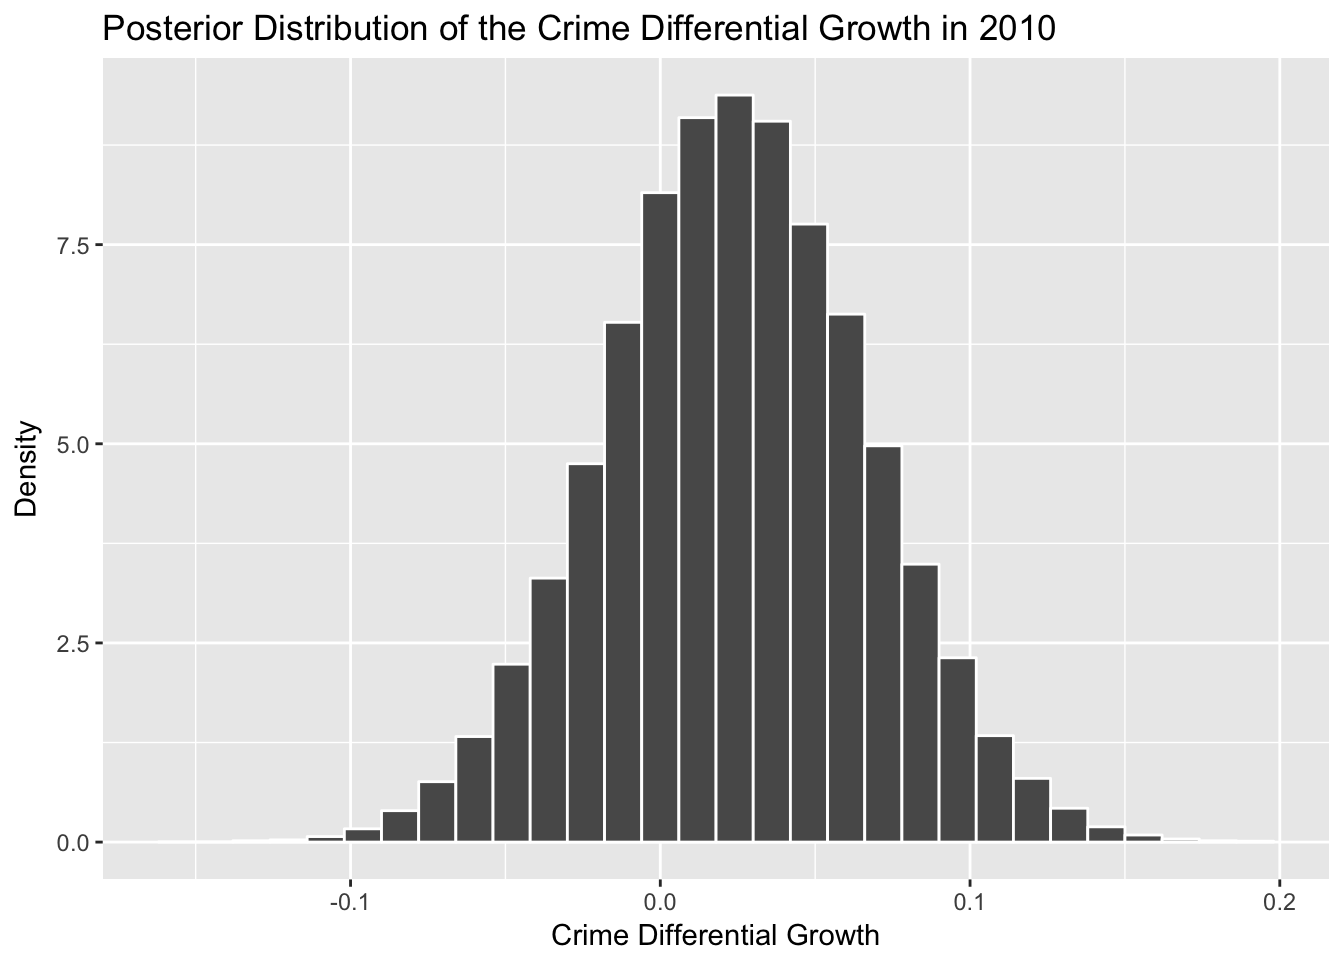 Posterior Distribution of the Crime Differential Growth in 2010
7.5
5.0
2.5
0.0
Density
-0.1 0.0 0.1 0.2
Crime Differential Growth